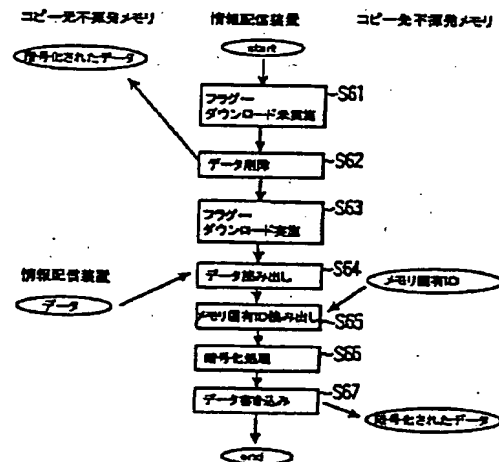 コピー元不揮発メモリ 情報配信装置 コピー先不揮発メモリ
暗号化されたデータ start
フラグー
ダウンロード未実施 S61
データ削除 S62
フラグー
ダウンロード実施 S63
データ読み出し S64
情報配信装置
データ
メモリ固有ID
メモリ固有ID読み出し S65
暗号化処理 S66
データ書き込み S67
暗号化されたデータ
end